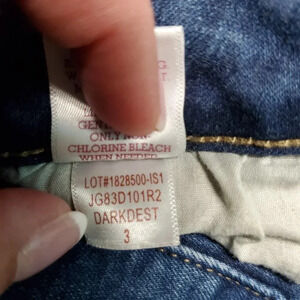 ONLY NON
CHLORINE BLEACH
WHEN NEEDED
LOT#1828500-IS1
JG83D101R2
DARKDEST
3